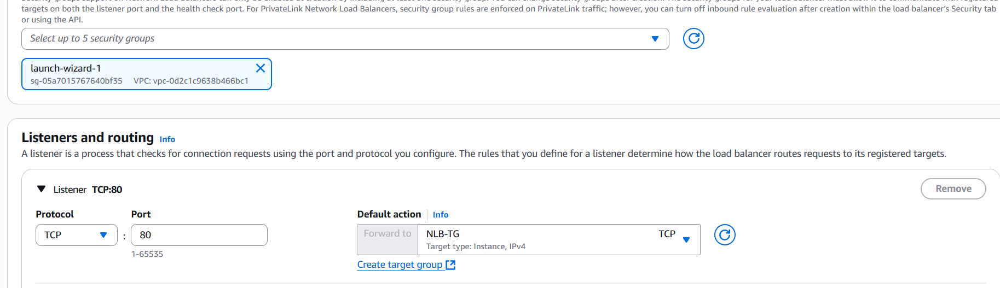 targets on both the listener port and the health check port. For PrivateLink Network Load Balancers, security group rules are enforced on PrivateLink traffic; however, you can turn off inbound rule evaluation after creation within the load balancer's Security tab
or using the API.
Select up to 5 security groups
launch-wizard-1
sg-05a7015767640bf35 VPC: vpc-0d2c1c9638b466bc1
Listeners and routing Info
A listener is a process that checks for connection requests using the port and protocol you configure. The rules that you define for a listener determine how the load balancer routes requests to its registered targets.
Listener TCP:80
Remove
Protocol Port Default action Info
TCP : 80 Forward to NLB-TG TCP
Target type: Instance, IPv4
1-65535
Create target group